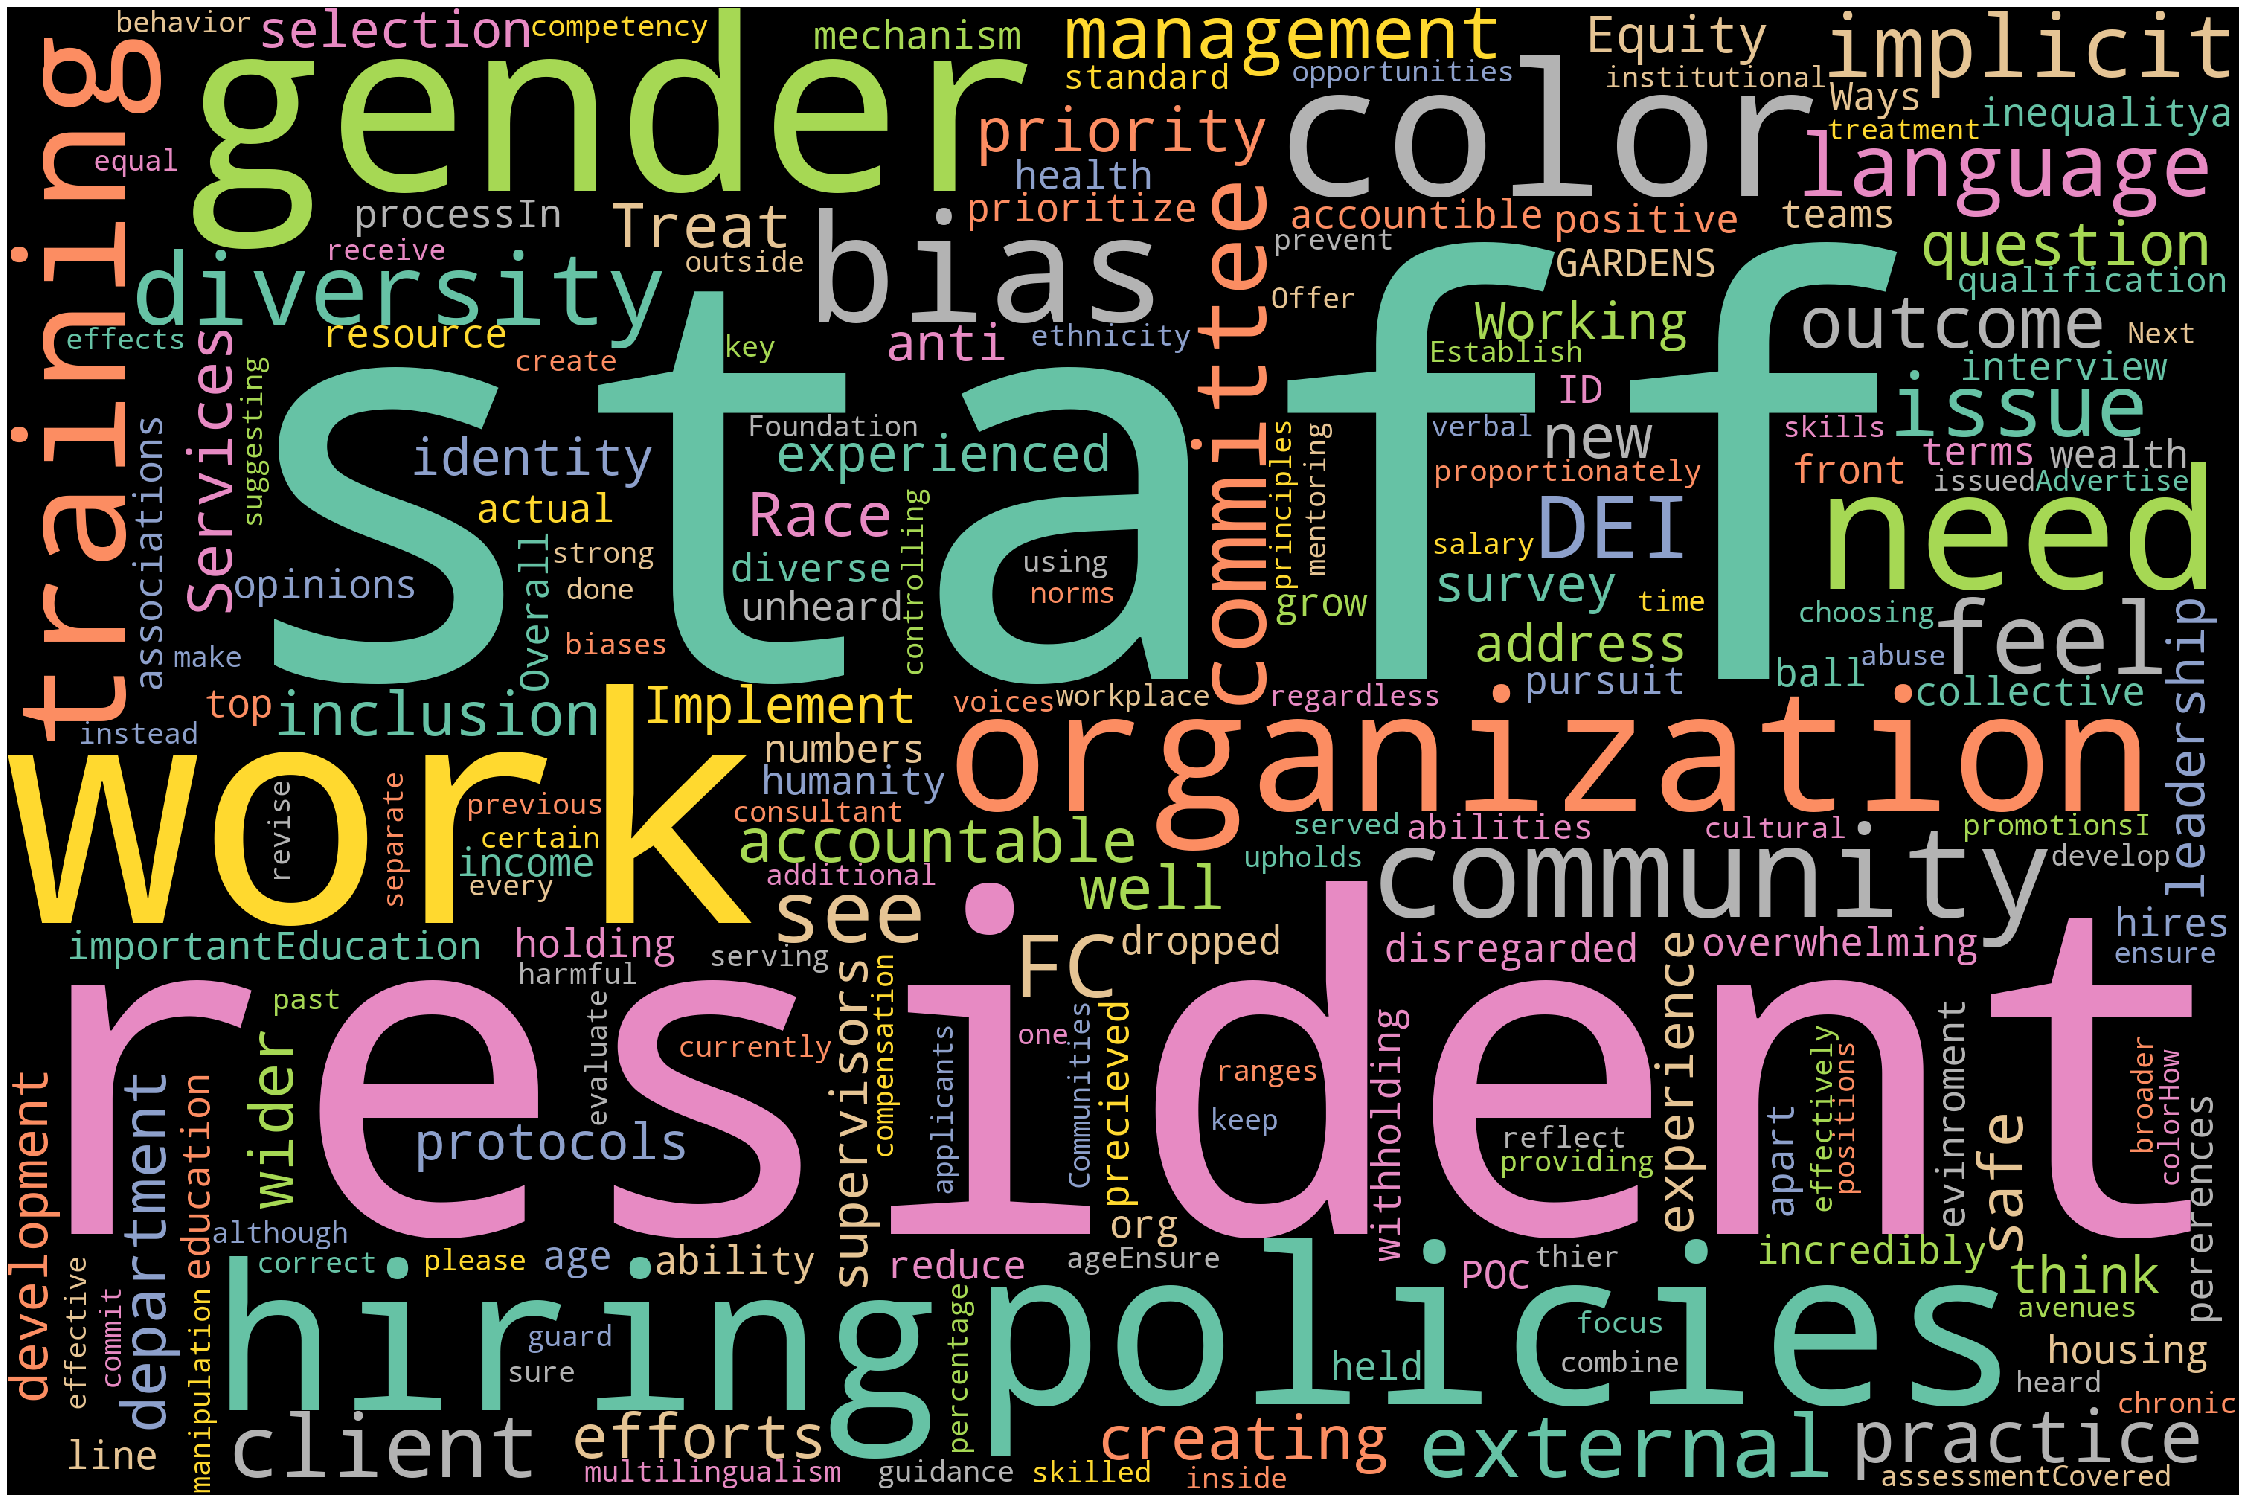 behavior
selection
competency
mechanism
management
Equity
implicit
training
gender
standard
opportunities
institutional
color
Ways
inequalitya
treatment
equal
priority
language
health
processIn
Treat
prioritize
committee
accountible
positive
teams
receive
outside
bias
prevent
GARDENS
question
diversity
Offer
qualification
effects
resource
key
anti
ethnicity
Working
outcome
Next
create
Establish
interview
Services
suggesting
staff
ID
issue
associations
Foundation
identity
experienced
principles
mentoring
verbal
new
skills
terms
wealth
proportionately
front
issued
Advertise
actual
Race
controlling
DEI
need
Overall
strong
diverse
using
salary
opinions
done
unheard
norms
grow
survey
time
choosing
feel
leadership
make
biases
address
abuse
top
inclusion
Implement
voices
workplace
regardless
pursuit
ball
collective
instead
work
numbers
organization
humanity
revise
separate
previous
consultant
certain
accountable
served
abilities
cultural
promotionsI
income
every
additional
well
upholds
community
develop
see
importantEducation
holding
serving
harmful
FC
dropped
disregarded
overwhelming
hires
ensure
resident
past
evaluate
supervisors
compensation
currently
applicants
one
Communities
precieved
ranges
keep
withholding
experience
reflect
providing
apart
effectively
positions
evinroment
safe
broader
colorHow
pererences
development
department
education
wider
protocols
although
org
correct
please
age
ability
reduce
ageEnsure
POC
thier
incredibly
think
effective
commit
manipulation
hiring
policies
avenues
guard
sure
percentage
focus
combine
held
housing
heard
chronic
line
client
efforts
creating
external
practice
multilingualism
guidance
skilled
inside
assessmentCovered